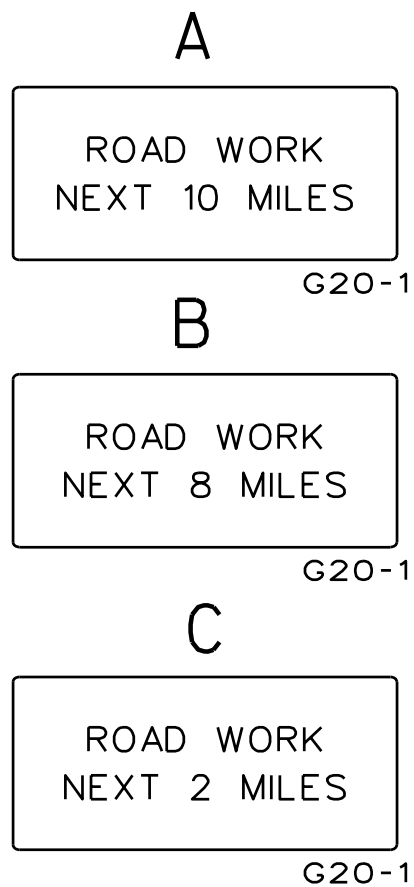 A
ROAD WORK
NEXT 10 MILES
G20-1
B
ROAD WORK
NEXT 8 MILES
G20-1
C
ROAD WORK
NEXT 2 MILES
G20-1